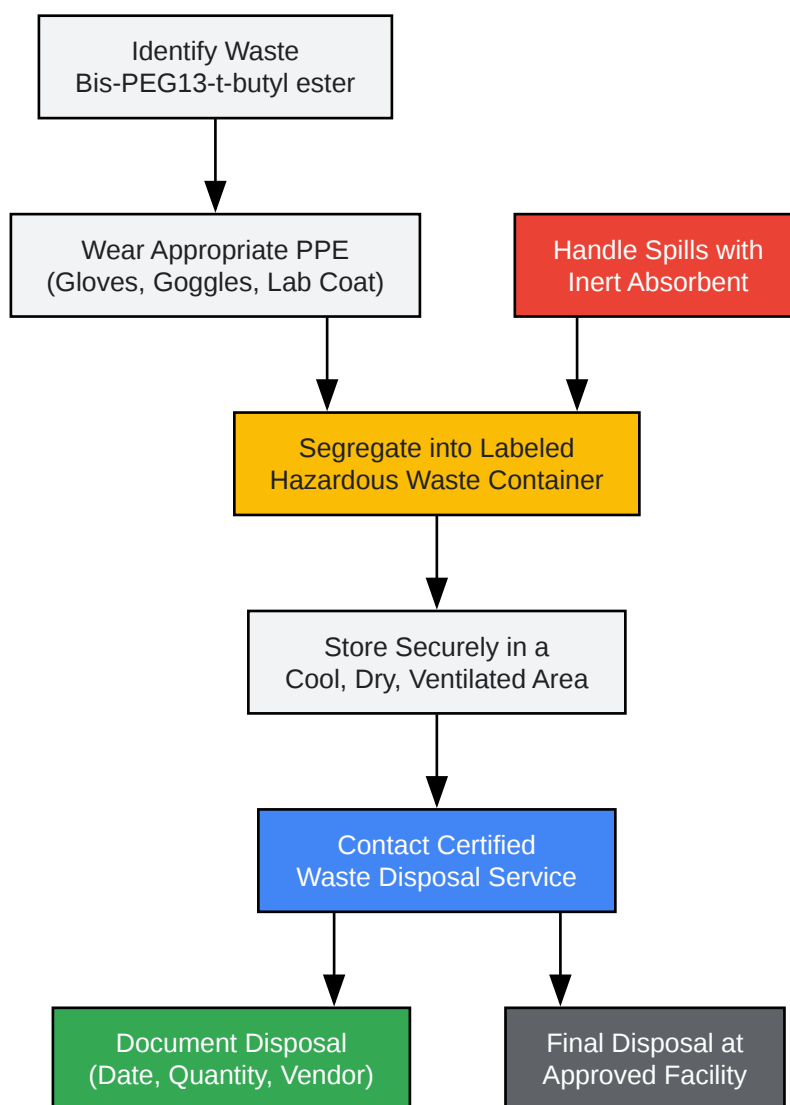 Identify Waste
Bis-PEG13-t-butyl ester
Wear Appropriate PPE
(Gloves, Goggles, Lab Coat)
Handle Spills with
Inert Absorbent
Segregate into Labeled
Hazardous Waste Container
Store Securely in a
Cool, Dry, Ventilated Area
Contact Certified
Waste Disposal Service
Document Disposal
(Date, Quantity, Vendor)
Final Disposal at
Approved Facility